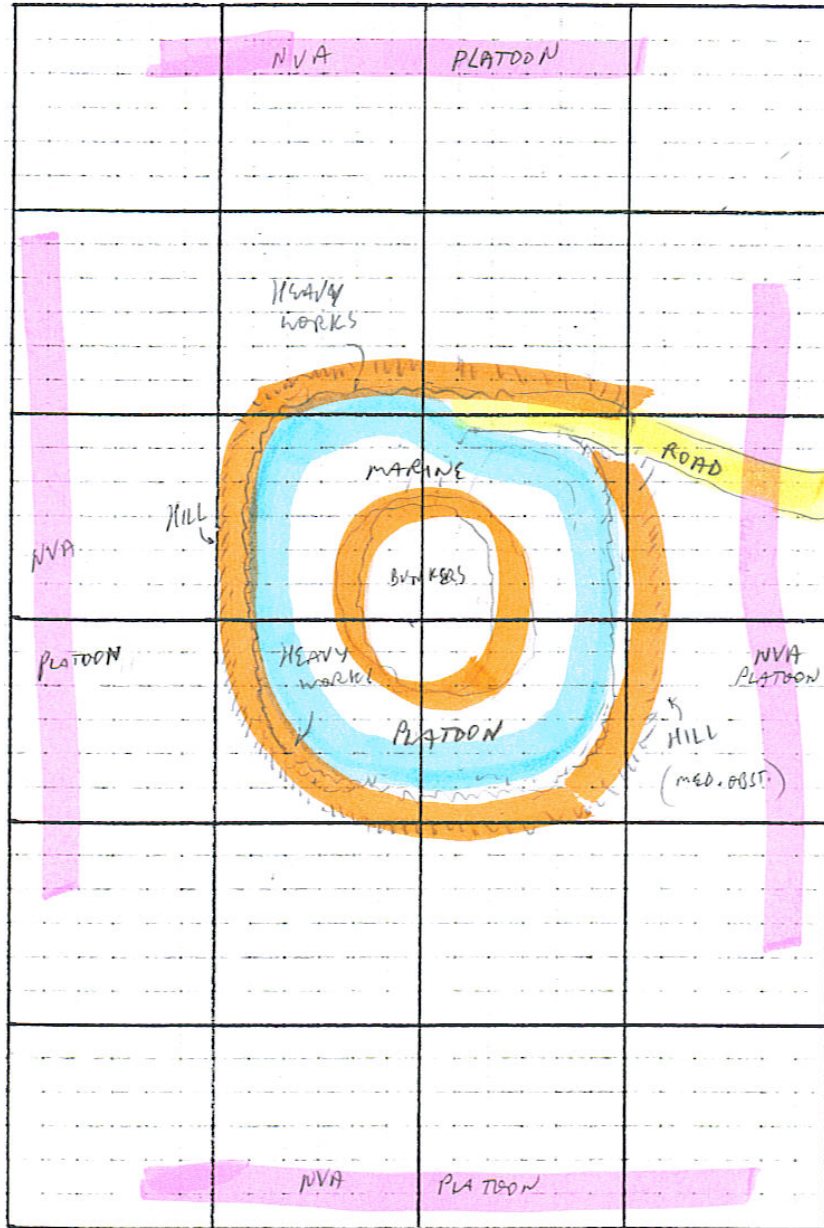 NVA PLATOON
HEAVY
WORKS
ROAD
MARINE
HILL
NVA
BUNKERS
HEAVY
WORKS
PLATOON
NVA
PLATOON
PLATOON
HILL
(MED. OBST.)
NVA PLATOON